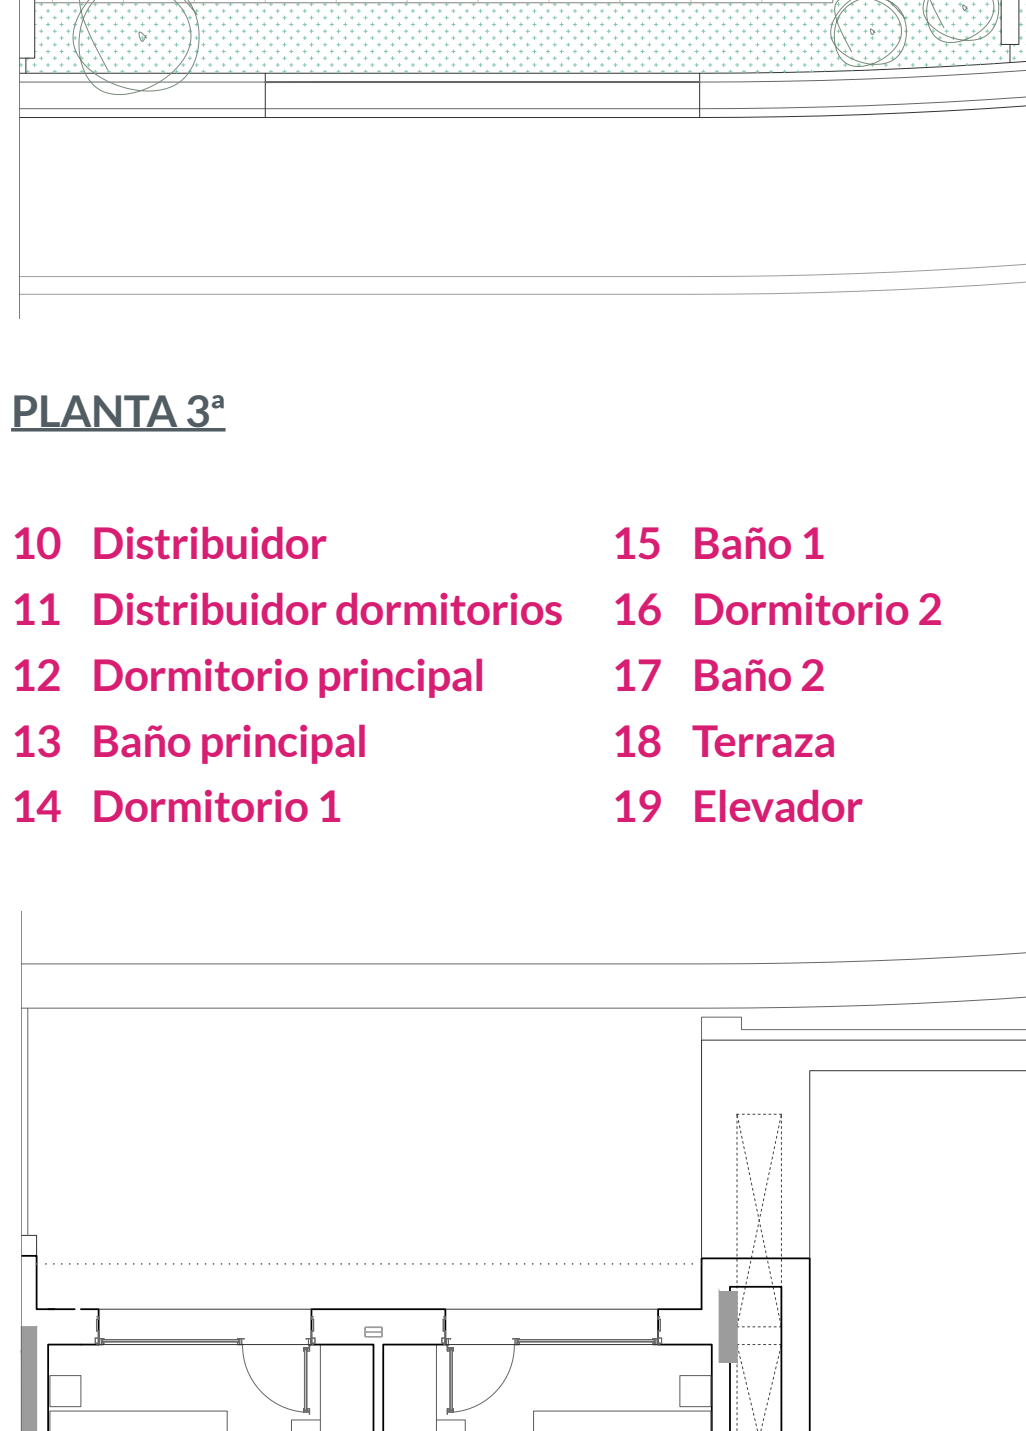 PLANTA 3ª
10 Distribuidor
11 Distribuidor dormitorios
12 Dormitorio principal
13 Baño principal
14 Dormitorio 1
15 Baño 1
16 Dormitorio 2
17 Baño 2
18 Terraza
19 Elevador